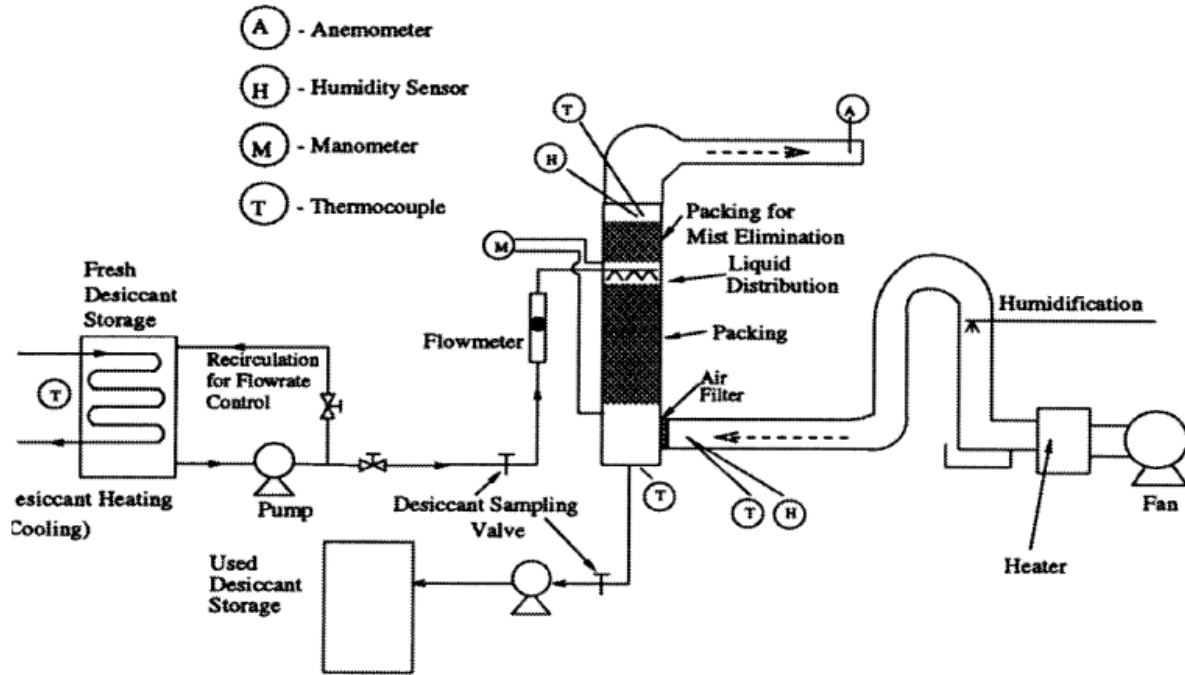 A - Anemometer
H - Humidity Sensor
M - Manometer
T - Thermocouple
T
A
H
Packing for
Mist Elimination
M
Liquid
Distribution
Fresh
Desiccant
Storage
Humidification
Flowmeter
Packing
Recirculation
for Flowrate
Control
Air
Filter
T
T
T
H
Desiccant Sampling
Valve
Pump
esiccant Heating
Cooling)
Fan
Heater
Used
Desiccant
Storage